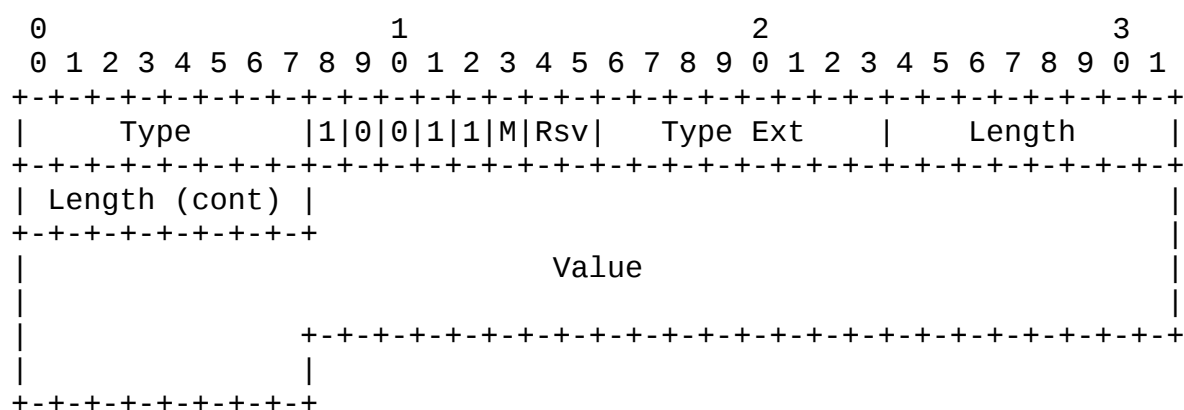 0                   1                   2                   3
0 1 2 3 4 5 6 7 8 9 0 1 2 3 4 5 6 7 8 9 0 1 2 3 4 5 6 7 8 9 0 1
+-+-+-+-+-+-+-+-+-+-+-+-+-+-+-+-+-+-+-+-+-+-+-+-+-+-+-+-+-+-+-+-+
|     Type      |1|0|0|1|1|M|Rsv|   Type Ext    |    Length     |
+-+-+-+-+-+-+-+-+-+-+-+-+-+-+-+-+-+-+-+-+-+-+-+-+-+-+-+-+-+-+-+-+
| Length (cont) |                                               |
+-+-+-+-+-+-+-+-+                                               |
|                             Value                             |
|                                                               |
|               +-+-+-+-+-+-+-+-+-+-+-+-+-+-+-+-+-+-+-+-+-+-+-+-+
|               |
+-+-+-+-+-+-+-+-+